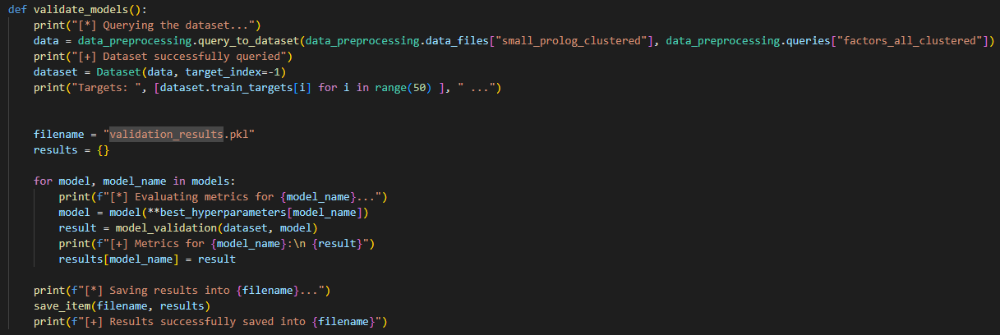 def validate_models():
    print("[*] Querying the dataset...")
    data = data_preprocessing.query_to_dataset(data_preprocessing.data_files["small_prolog_clustered"], data_preprocessing.queries["factors_all_clustered"])
    print("[+] Dataset successfully queried")
    dataset = Dataset(data, target_index=-1)
    print("Targets: ", [dataset.train_targets[i] for i in range(50) ], " ...")
    filename = "validation_results.pkl"
    results = {}
    for model, model_name in models:
        print(f"[*] Evaluating metrics for {model_name}...")
        model = model(**best_hyperparameters[model_name])
        result = model_validation(dataset, model)
        print(f"[+] Metrics for {model_name}:\n {result}")
        results[model_name] = result
    print(f"[*] Saving results into {filename}...")
    save_item(filename, results)
    print(f"[+] Results successfully saved into {filename}")